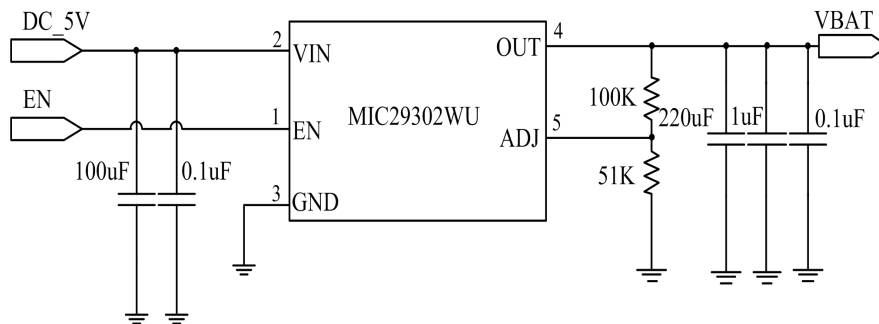 DC_5V
EN
2
VIN
1
EN
3
GND
MIC29302WU
OUT
4
ADJ
5
100uF
0.1uF
100K
51K
220uF
1uF
0.1uF
VBAT